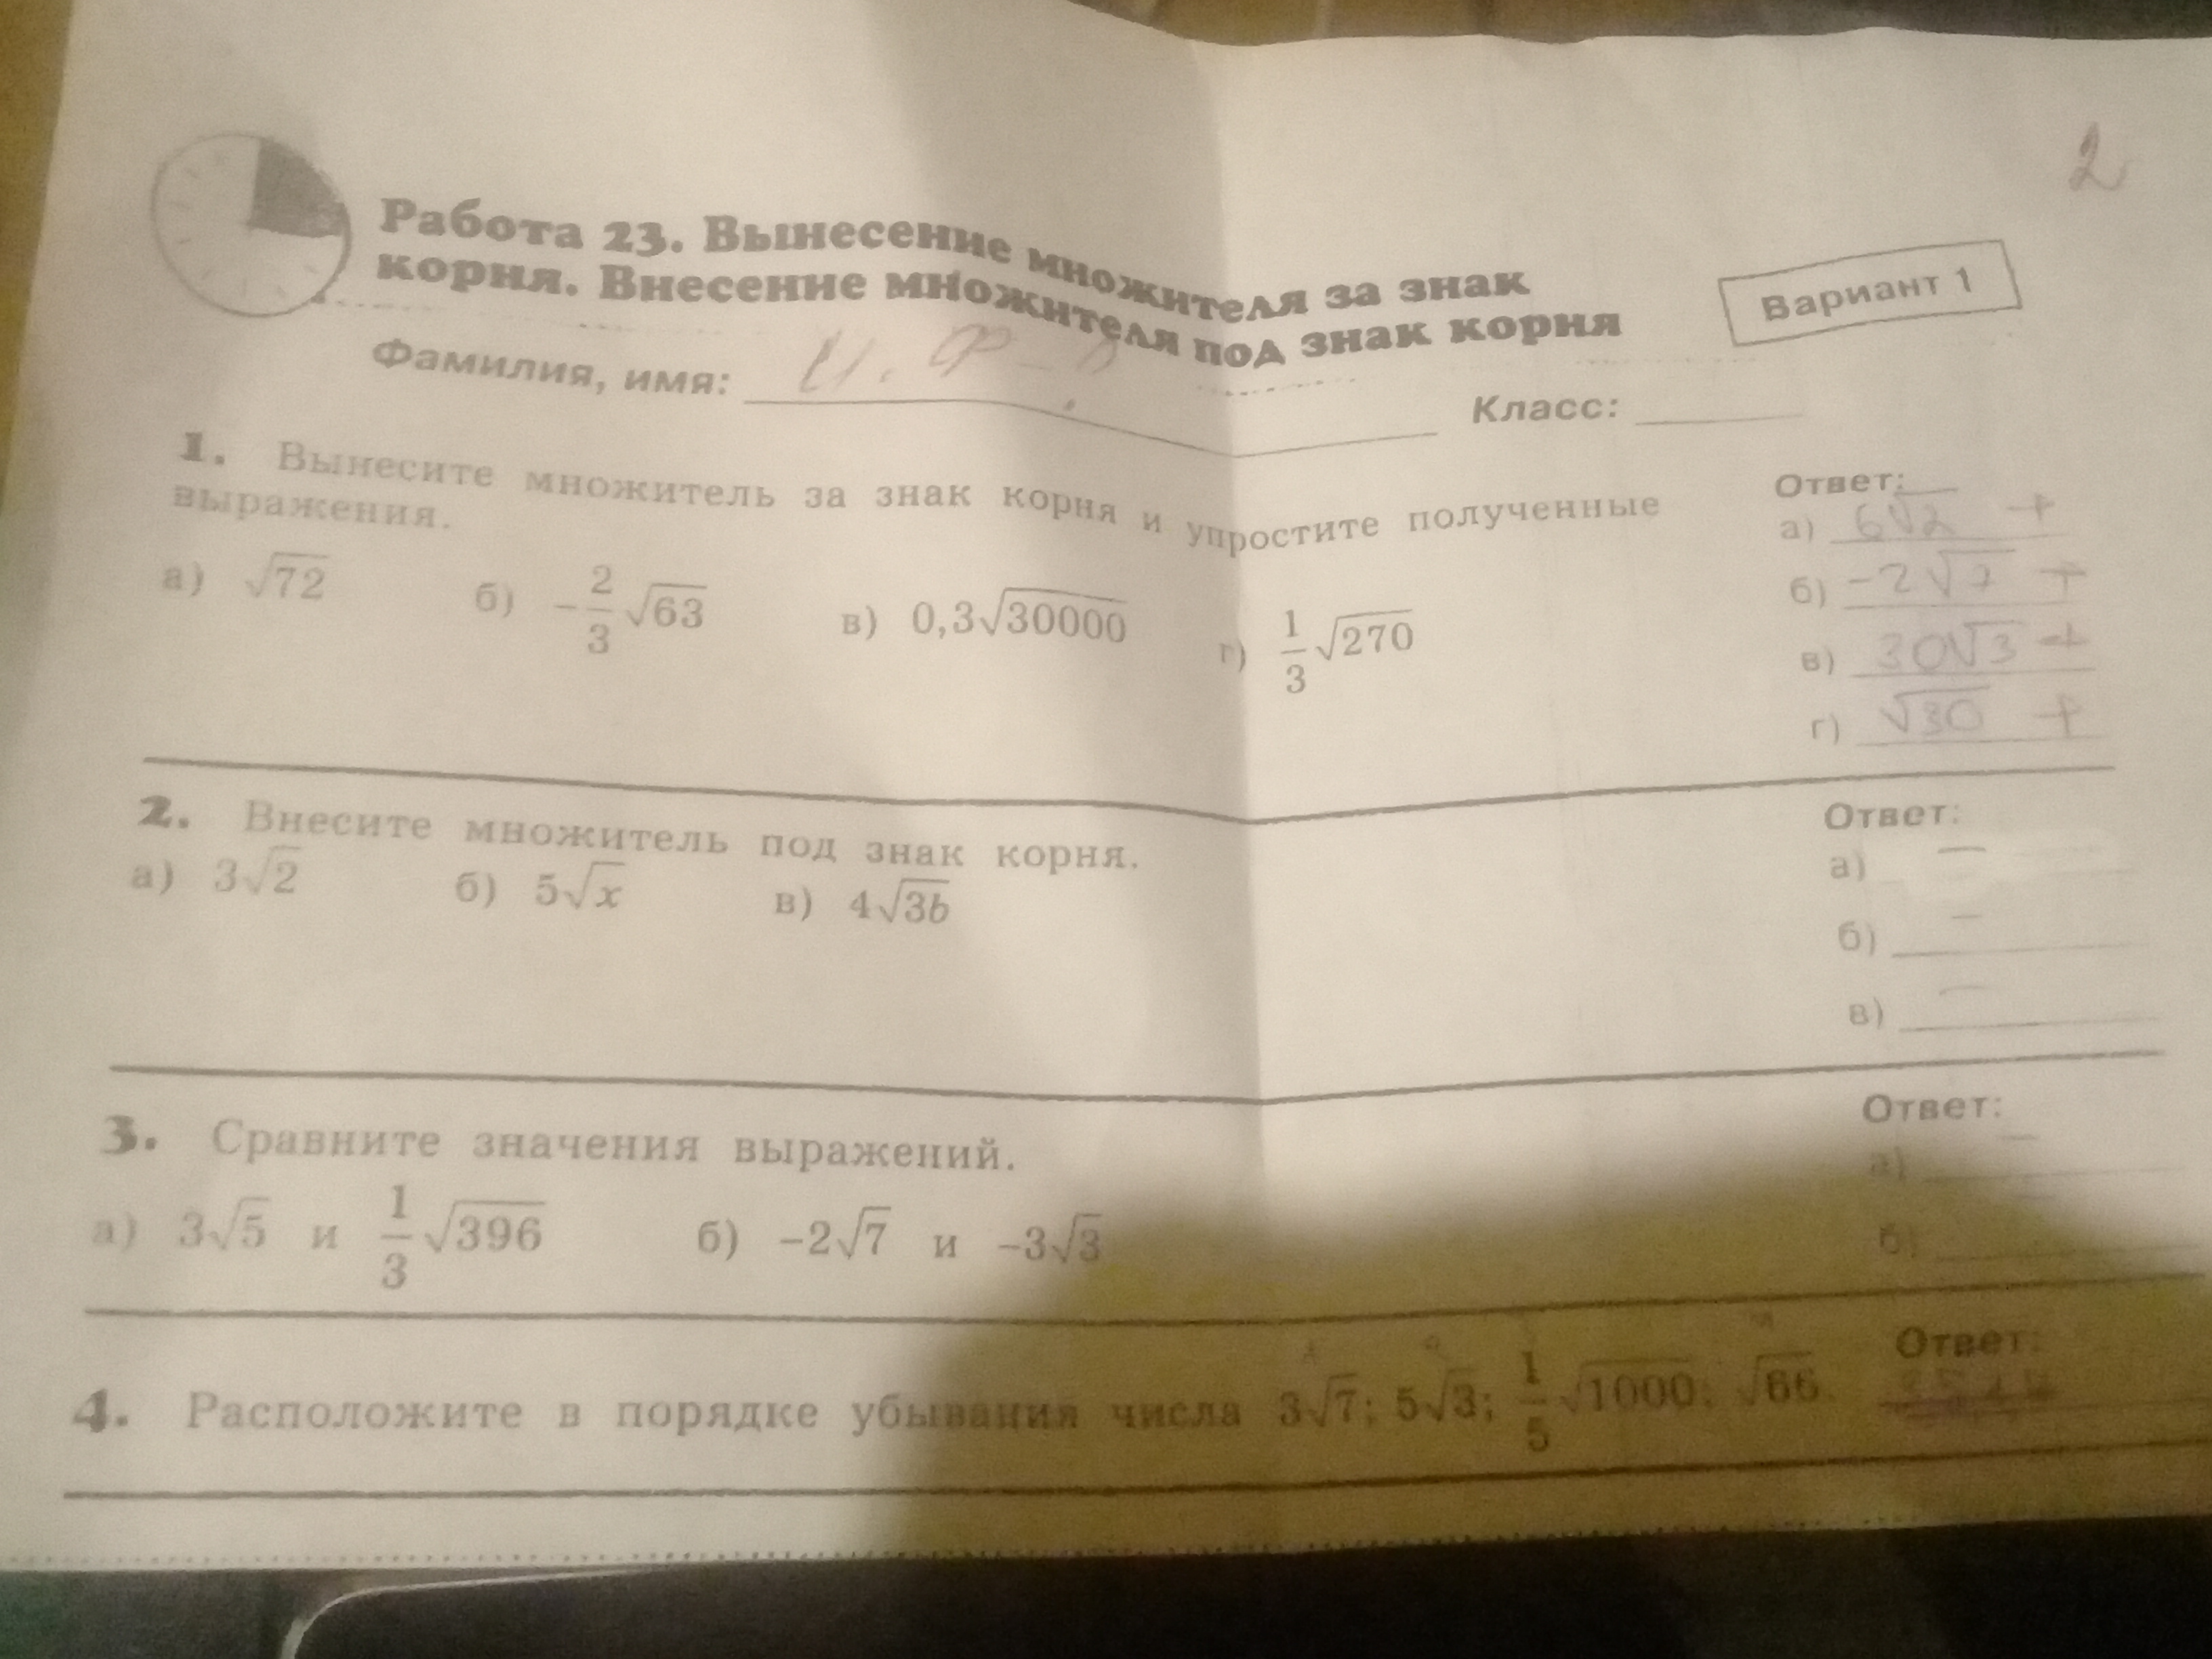 2
Работа 23. Вынесение множителя за знак
корня. Внесение множителя под знак корня
Вариант 1
Фамилия, имя: И. Ф Класс:
1. Вынесите множитель за знак корня и упростите полученные
выражения.
а) √72 б) −2/3 √63 в) 0,3√30000 г) 1/3 √270
Ответ:
а) 6√2 +
б) −2√7 +
в) 30√3 +
г) √30 +
2. Внесите множитель под знак корня.
а) 3√2 б) 5√x в) 4√3b
Ответ:
а) —
б) —
в) —
3. Сравните значения выражений.
а) 3√5 и 1/3 √396 б) −2√7 и −3√3
Ответ:
а) —
б) —
4. Расположите в порядке убывания числа 3√7; 5√3; 1/5 √1000; √66
Ответ: